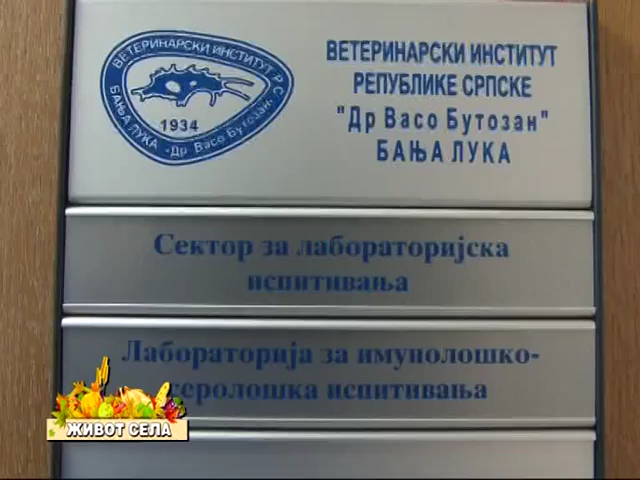 ВЕТЕРИНАРСКИ ИНСТИТУТ Р.С.
1934
БАЊА ЛУКА "Др Васо Бутозан"
ВЕТЕРИНАРСКИ ИНСТИТУТ
РЕПУБЛИКЕ СРПСКЕ
"Др Васо Бутозан"
БАЊА ЛУКА
Сектор за лабораторијска
испитивања
Лабораторија за имунолошко-
испитивања
ЖИВОТ СЕЛА